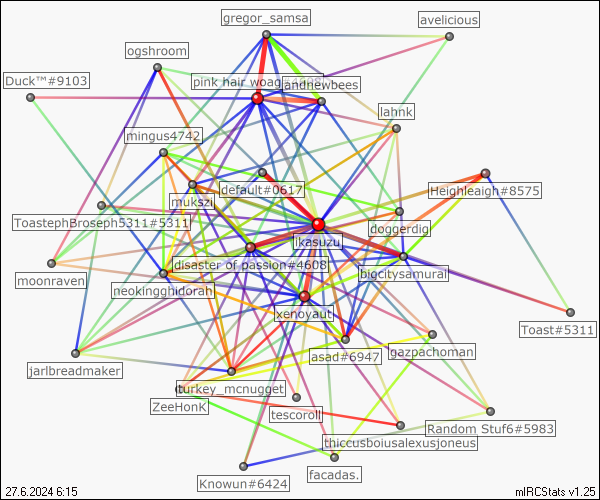 gregor_samsa
avelicious
ogshroom
Duck™#9103
pink hair woag
andnewbees
lahnk
mingus4742
default#0617
Heighleaigh#8575
mukszil
ToastephBroseph5311#5311
doggerdig
ikasuzu
disaster of passion#4608
bigcitysamurai
moonraven
neokingghidorah
xenoyaut
Toast#5311
asad#6947
gazpachoman
jarlbreadmaker
turkey_mcnugget
ZeeHonK
tescoroll
Random Stuf6#5983
thiccusboiusalexusjoneus
facadas.
Knowun#6424
27.6.2024 6:15
mIRCStats v1.25